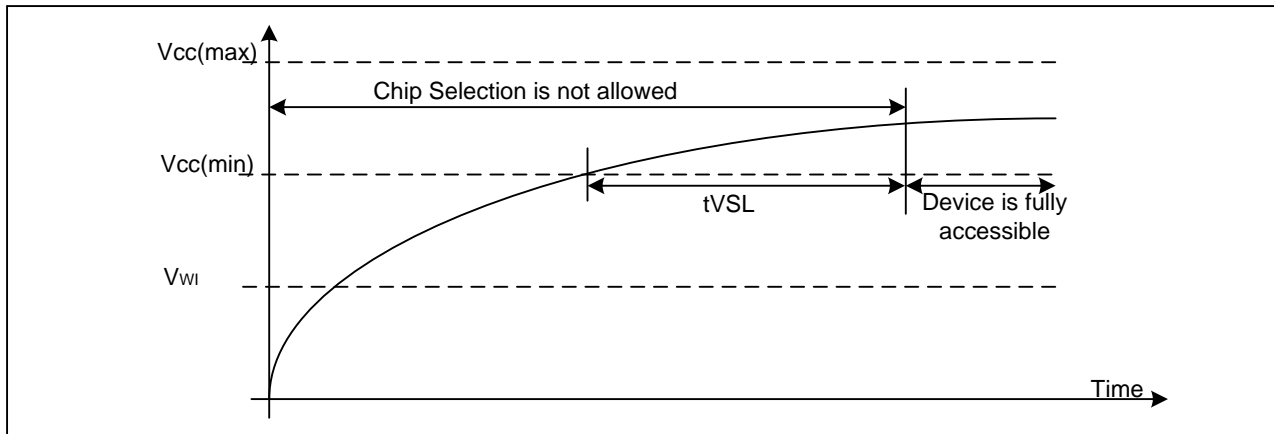 Vcc(max)
Chip Selection is not allowed
Vcc(min)
tVSL
Device is fully
accessible
VWI
Time